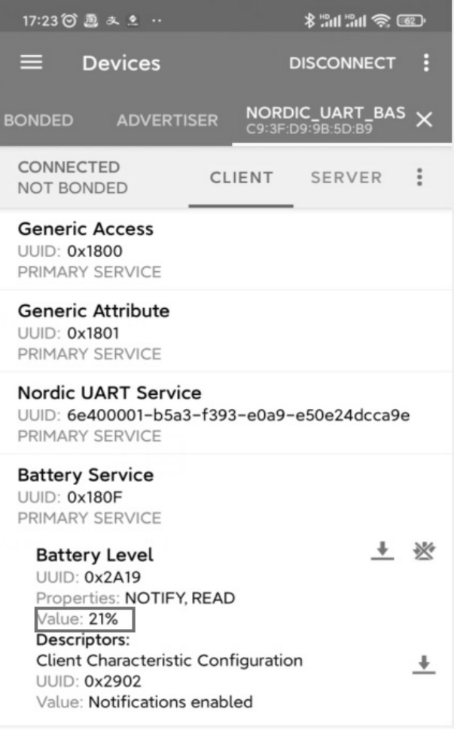 17:23
62
Devices
DISCONNECT
BONDED
ADVERTISER
NORDIC_UART_BAS
C9:3F:D9:9B:5D:B9
CONNECTED
NOT BONDED
CLIENT
SERVER
Generic Access
UUID: 0x1800
PRIMARY SERVICE
Generic Attribute
UUID: 0x1801
PRIMARY SERVICE
Nordic UART Service
UUID: 6e400001-b5a3-f393-e0a9-e50e24dcca9e
PRIMARY SERVICE
Battery Service
UUID: 0x180F
PRIMARY SERVICE
Battery Level
UUID: 0x2A19
Properties: NOTIFY, READ
Value: 21%
Descriptors:
Client Characteristic Configuration
UUID: 0x2902
Value: Notifications enabled